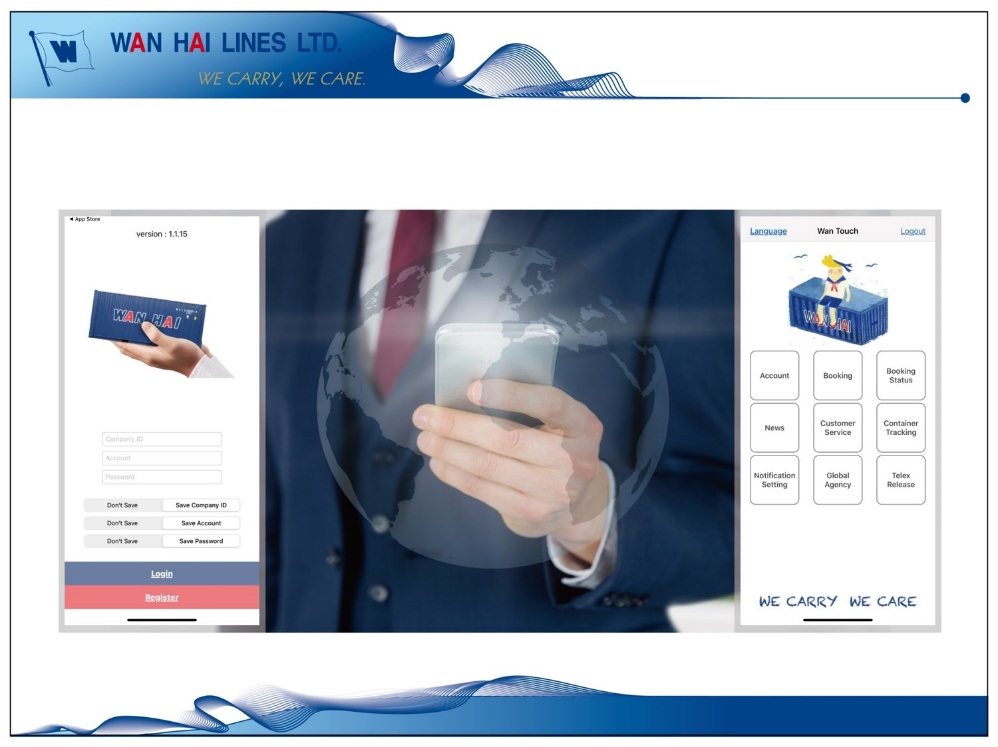 W
WAN HAI LINES LTD.
WE CARRY, WE CARE.
◄ App Store
version : 1.1.15
WAN HAI
Company_ID
Account
Password
Don't Save
Save Company ID
Don't Save
Save Account
Don't Save
Save Password
Login
Register
Language
Wan Touch
Logout
WAN HAI
Account
Booking
Booking
Status
News
Customer
Service
Container
Tracking
Notification
Setting
Global
Agency
Telex
Release
WE CARRY WE CARE